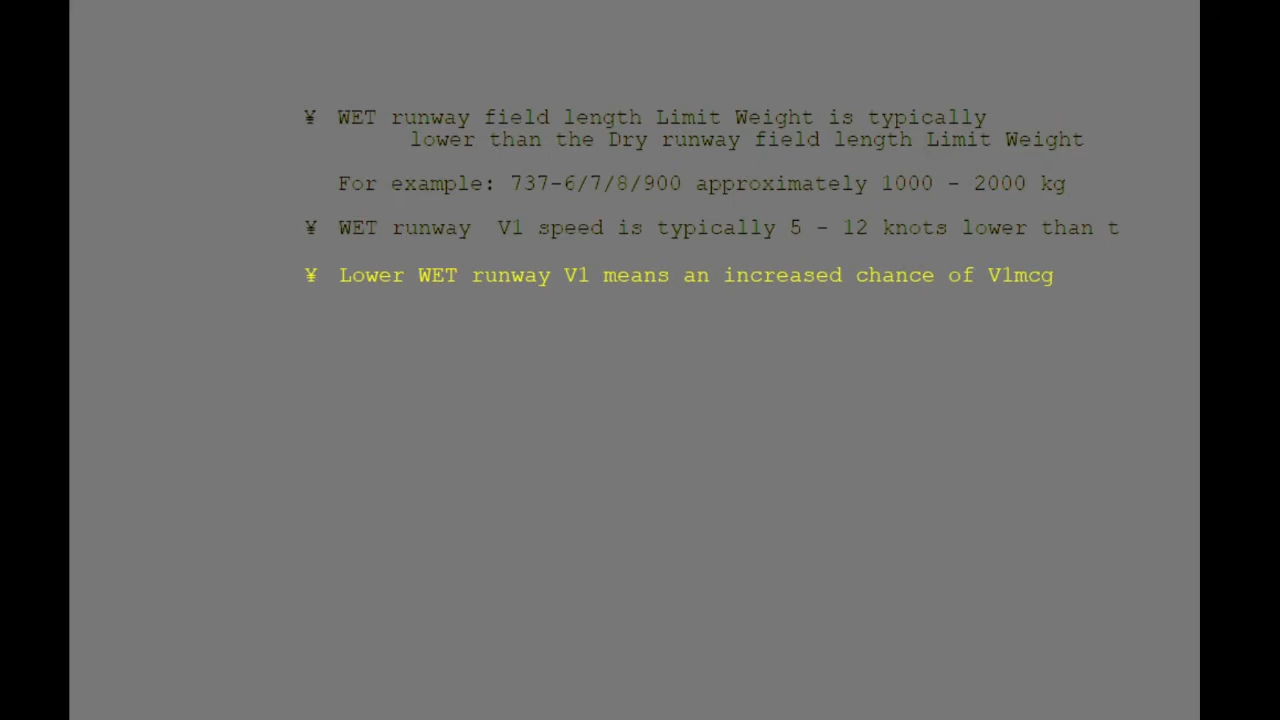 ¥ WET runway field length Limit Weight is typically
lower than the Dry runway field length Limit Weight
For example: 737-6/7/8/900 approximately 1000 - 2000 kg
¥ WET runway V1 speed is typically 5 - 12 knots lower than t
¥ Lower WET runway V1 means an increased chance of V1mcg